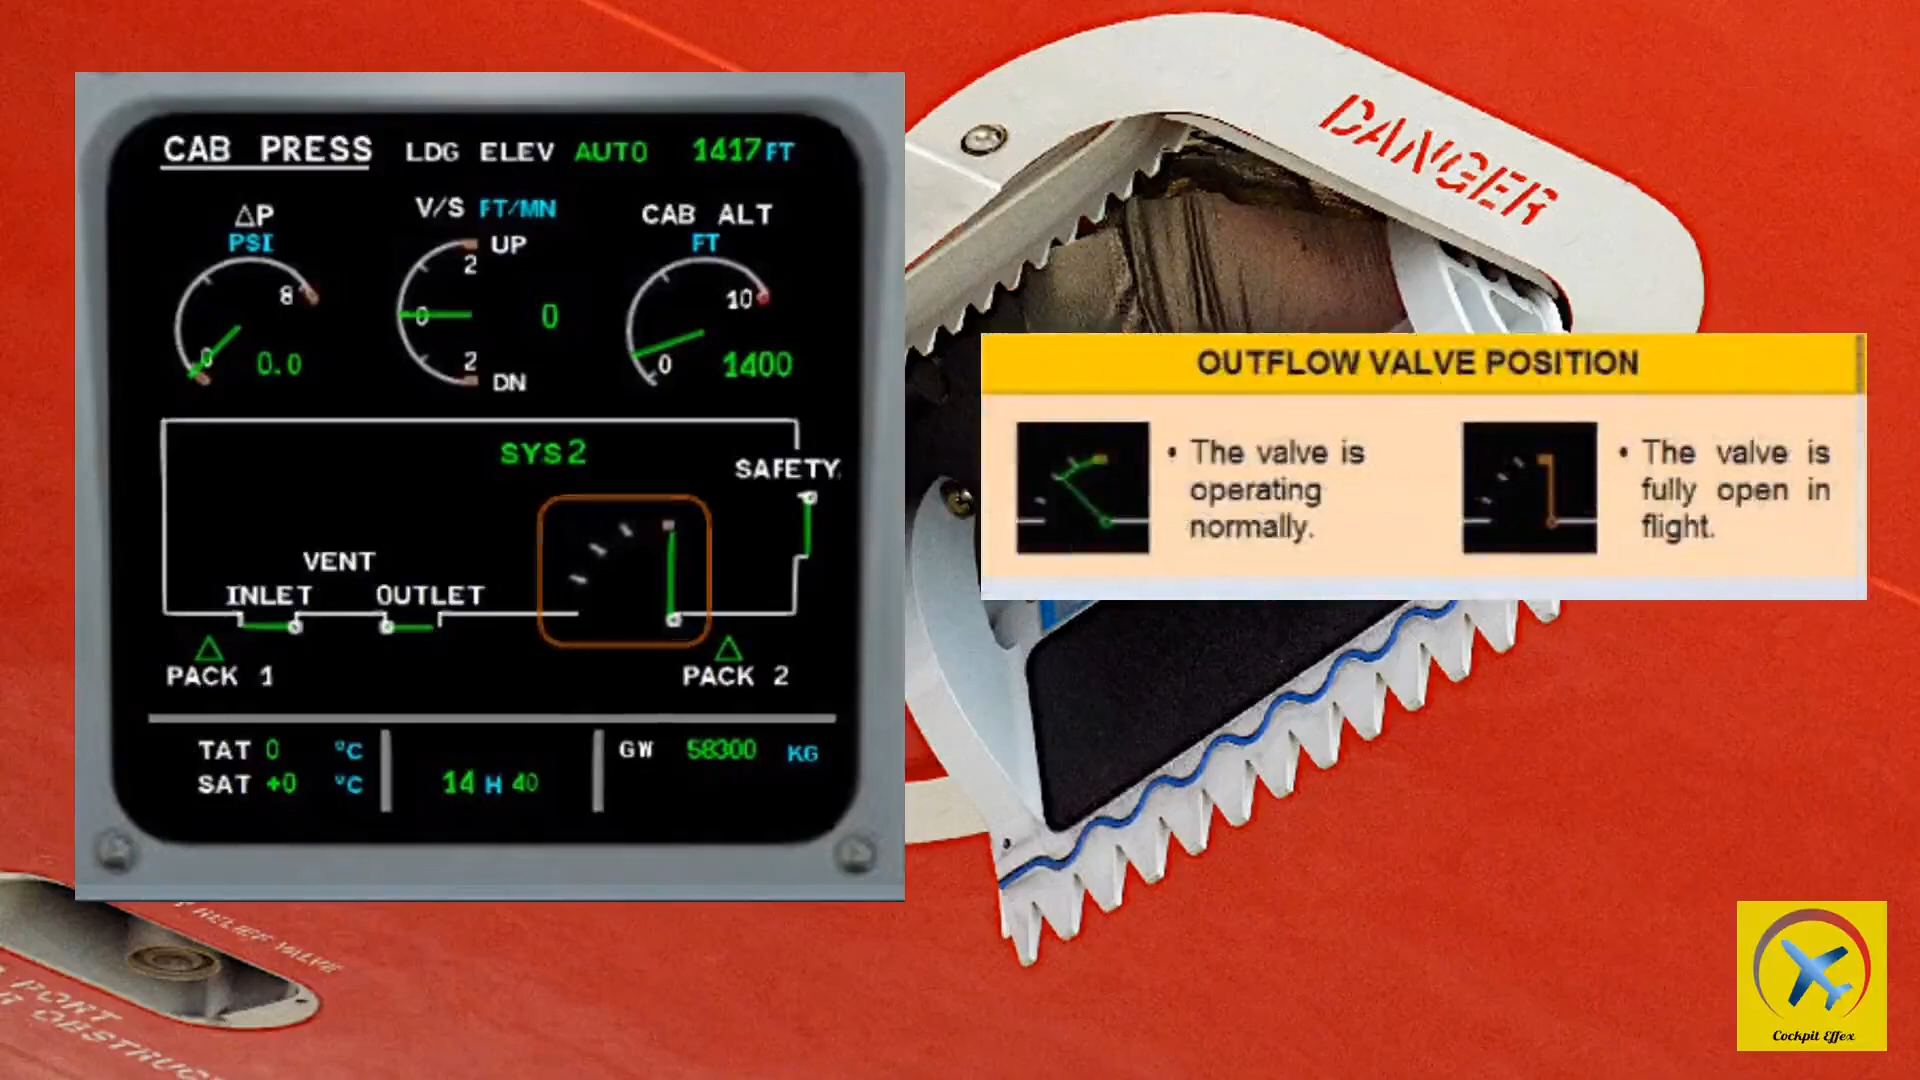 CAB PRESS LDG ELEV AUTO 1417 FT
ΔP
PSI
8
0
0.0
V/S FT/MN
UP
2
0
0
2
DN
CAB ALT
FT
10
0
1400
SYS 2
SAFETY
VENT
INLET OUTLET
PACK 1
PACK 2
TAT 0 °C
SAT +0 °C
14 H 40
GW 58300 KG
DANGER
OUTFLOW VALVE POSITION
• The valve is
operating
normally.
• The valve is
fully open in
flight.
RELIEF VALVE
PORT
Cockpit Effex